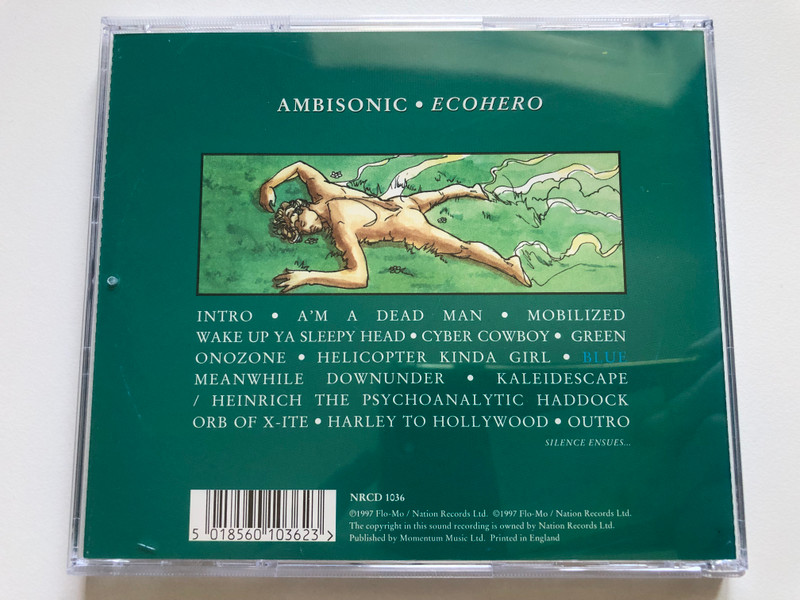 AMBISONIC • ECOHERO
INTRO • A'M A DEAD MAN • MOBILIZED
WAKE UP YA SLEEPY HEAD • CYBER COWBOY • GREEN
ONOZONE • HELICOPTER KINDA GIRL • BLUE
MEANWHILE DOWNUNDER • KALEIDESCAPE
/ HEINRICH THE PSYCHOANALYTIC HADDOCK
ORB OF X-ITE • HARLEY TO HOLLYWOOD • OUTRO
SILENCE ENSUES...
NRCD 1036
℗1997 Flo-Mo / Nation Records Ltd. ©1997 Flo-Mo / Nation Records Ltd.
The copyright in this sound recording is owned by Nation Records Ltd.
Published by Momentum Music Ltd. Printed in England
5 018560 103623 >